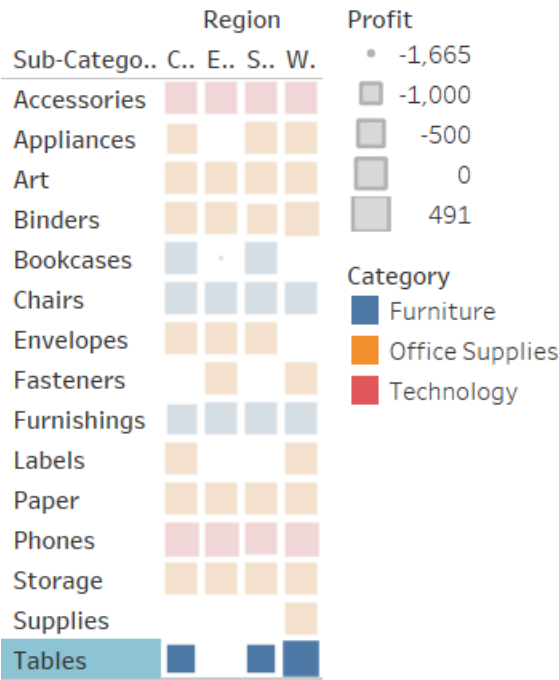 Region
Sub-Catego.. C.. E.. S.. W.
Accessories
Appliances
Art
Binders
Bookcases
Chairs
Envelopes
Fasteners
Furnishings
Labels
Paper
Phones
Storage
Supplies
Tables
Profit
-1,665
-1,000
-500
0
491
Category
Furniture
Office Supplies
Technology